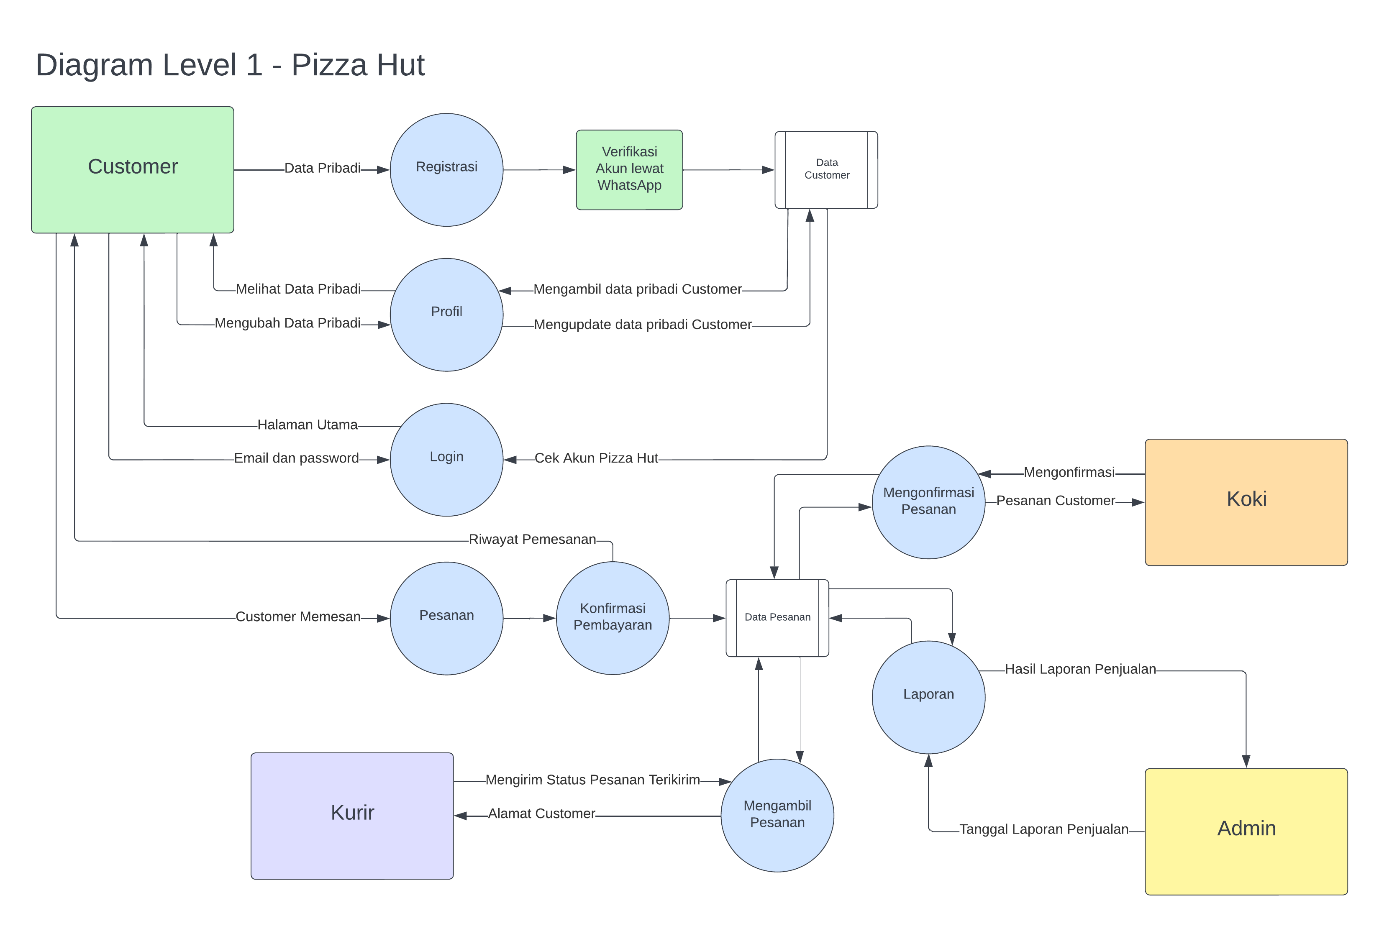 Diagram Level 1 - Pizza Hut
Customer
Data Pribadi
Registrasi
Verifikasi
Akun lewat
WhatsApp
Data
Customer
Melihat Data Pribadi
Mengubah Data Pribadi
Profil
Mengambil data pribadi Customer
Mengupdate data pribadi Customer
Halaman Utama
Email dan password
Login
Cek Akun Pizza Hut
Mengonfirmasi
Pesanan
Mengonfirmasi
Pesanan Customer
Koki
Riwayat Pemesanan
Customer Memesan
Pesanan
Konfirmasi
Pembayaran
Data Pesanan
Laporan
Hasil Laporan Penjualan
Tanggal Laporan Penjualan
Admin
Kurir
Mengirim Status Pesanan Terikirim
Alamat Customer
Mengambil
Pesanan